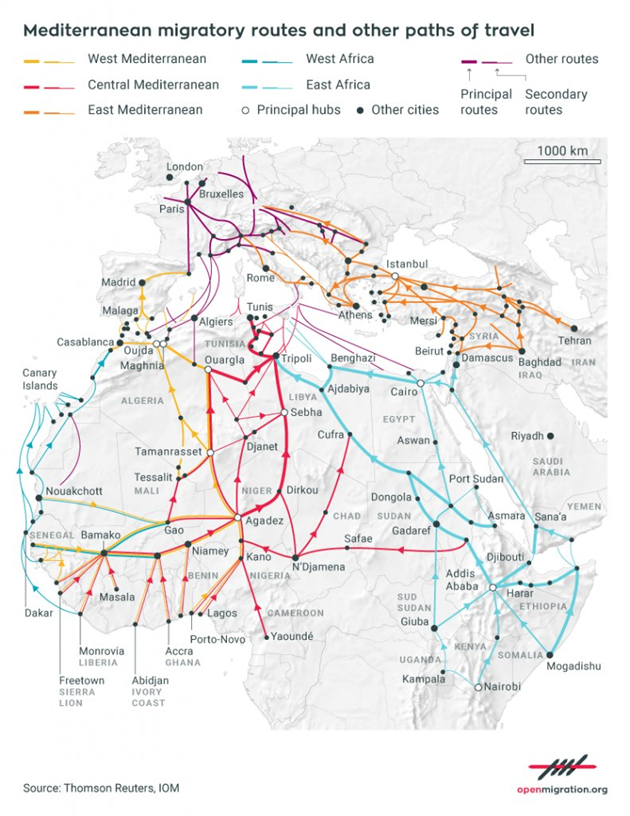 Mediterranean migratory routes and other paths of travel
West Mediterranean
West Africa
Other routes
Central Mediterranean
East Africa
Principal routes
Secondary routes
East Mediterranean
Principal hubs
Other cities
1000 km
London
Bruxelles
Paris
Istanbul
Madrid
Rome
Malaga
Tunis
Athens
Mersi
Algiers
Casablanca
Oujda
TUNISIA
SYRIA
Tehran
Maghnia
Ouargla
Tripoli
Benghazi
Beirut
Damascus
Baghdad
IRAN
IRAQ
Canary
Islands
Ajdabiya
Cairo
ALGERIA
LIBYA
Sebha
EGYPT
Cufra
Aswan
Riyadh
Djanet
Tamanrasset
SAUDI
ARABIA
Tessalit
MALI
Port Sudan
Nouakchott
NIGER
Dirkou
Dongola
YEMEN
CHAD
SUDAN
Asmara
Sana'a
Agadez
Gadaref
SENEGAL
Bamako
Gao
Safae
Niamey
Kano
N'Djamena
Djibouti
BENIN
NIGERIA
Addis
Ababa
Harar
Masala
SUD
SUDAN
ETHIOPIA
Dakar
Lagos
CAMEROON
Giuba
Porto-Novo
Yaoundé
Monrovia
LIBERIA
Accra
GHANA
KENYA
SOMALIA
UGANDA
Mogadishu
Freetown
SIERRA
LION
Abidjan
IVORY
COAST
Kampala
Nairobi
Source: Thomson Reuters, IOM
openmigration.org